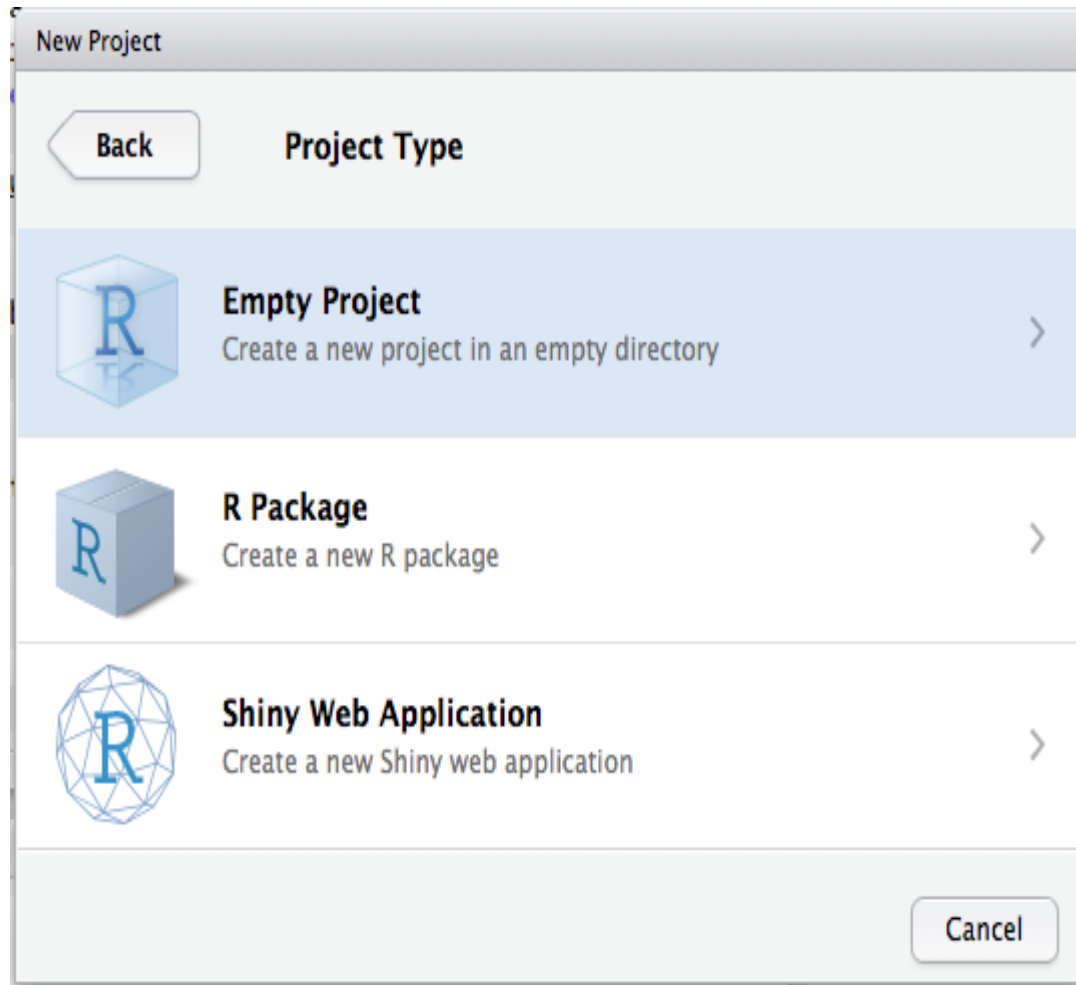 New Project
Back
Project Type
R
Empty Project
Create a new project in an empty directory
R
R Package
Create a new R package
R
Shiny Web Application
Create a new Shiny web application
Cancel